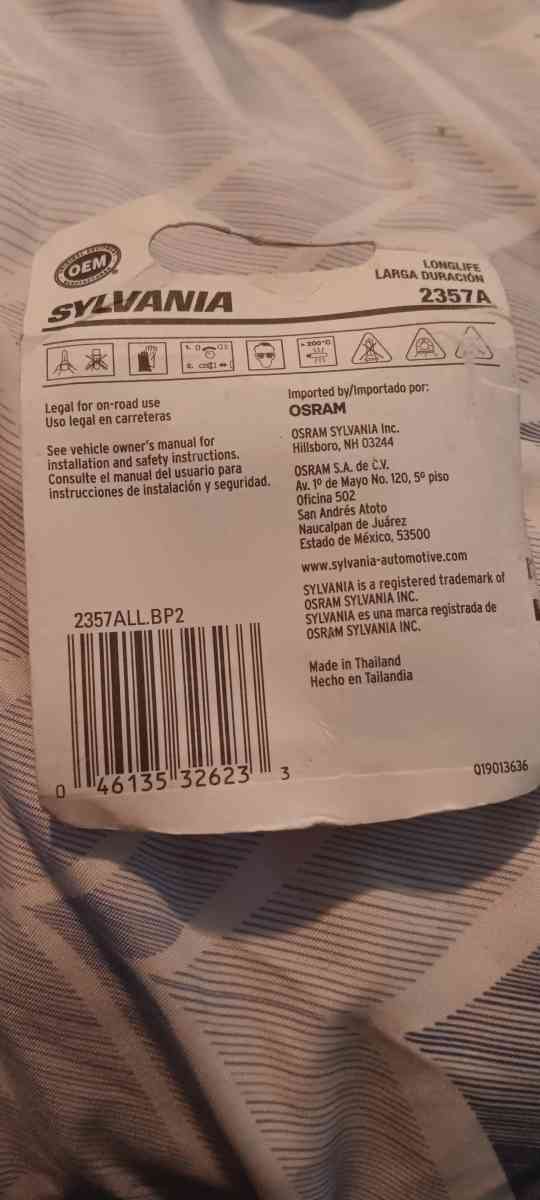 OEM
SYLVANIA
LONGLIFE
LARGA DURACIÓN
2357A
1.
2.
> 200°C
Legal for on-road use
Uso legal en carreteras
See vehicle owner's manual for
installation and safety instructions.
Consulte el manual del usuario para
instrucciones de instalación y seguridad.
Imported by/Importado por:
OSRAM
OSRAM SYLVANIA Inc.
Hillsboro, NH 03244
OSRAM S.A. de C.V.
Av. 1º de Mayo No. 120, 5º piso
Oficina 502
San Andrés Atoto
Naucalpan de Juárez
Estado de México, 53500
www.sylvania-automotive.com
SYLVANIA is a registered trademark of
OSRAM SYLVANIA INC.
SYLVANIA es una marca registrada de
OSRAM SYLVANIA INC.
Made in Thailand
Hecho en Tailandia
2357ALL.BP2
0 46135 32623 3
Q19013636